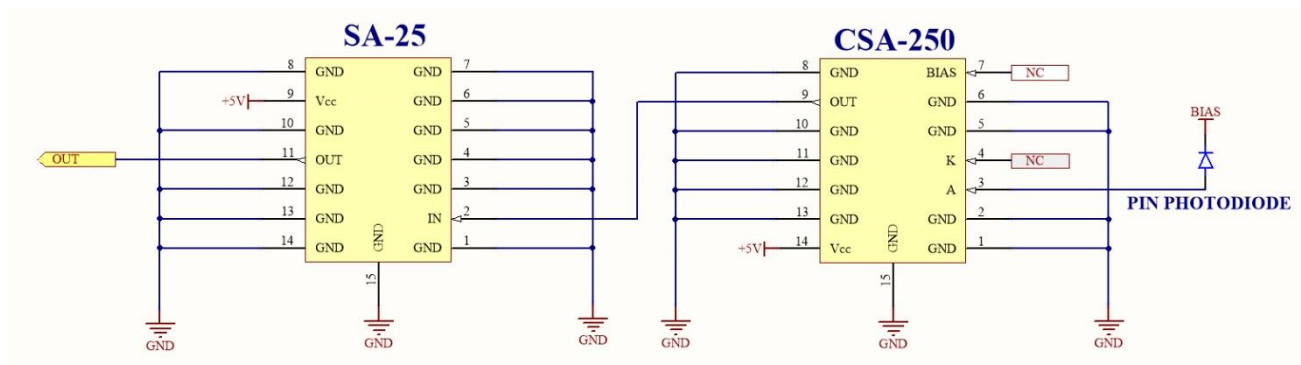 SA-25
CSA-250
8 GND GND 7
+5V 9 Vcc GND 6
10 GND GND 5
OUT 11 OUT GND 4
12 GND GND 3
13 GND IN 2
14 GND GND 1
GND
15
GND GND GND
8 GND BIAS 7 NC
9 OUT GND 6
10 GND GND 5
11 GND K 4 NC
12 GND A 3
13 GND GND 2
+5V 14 Vcc GND 1
GND
15
GND GND GND
BIAS
PIN PHOTODIODE